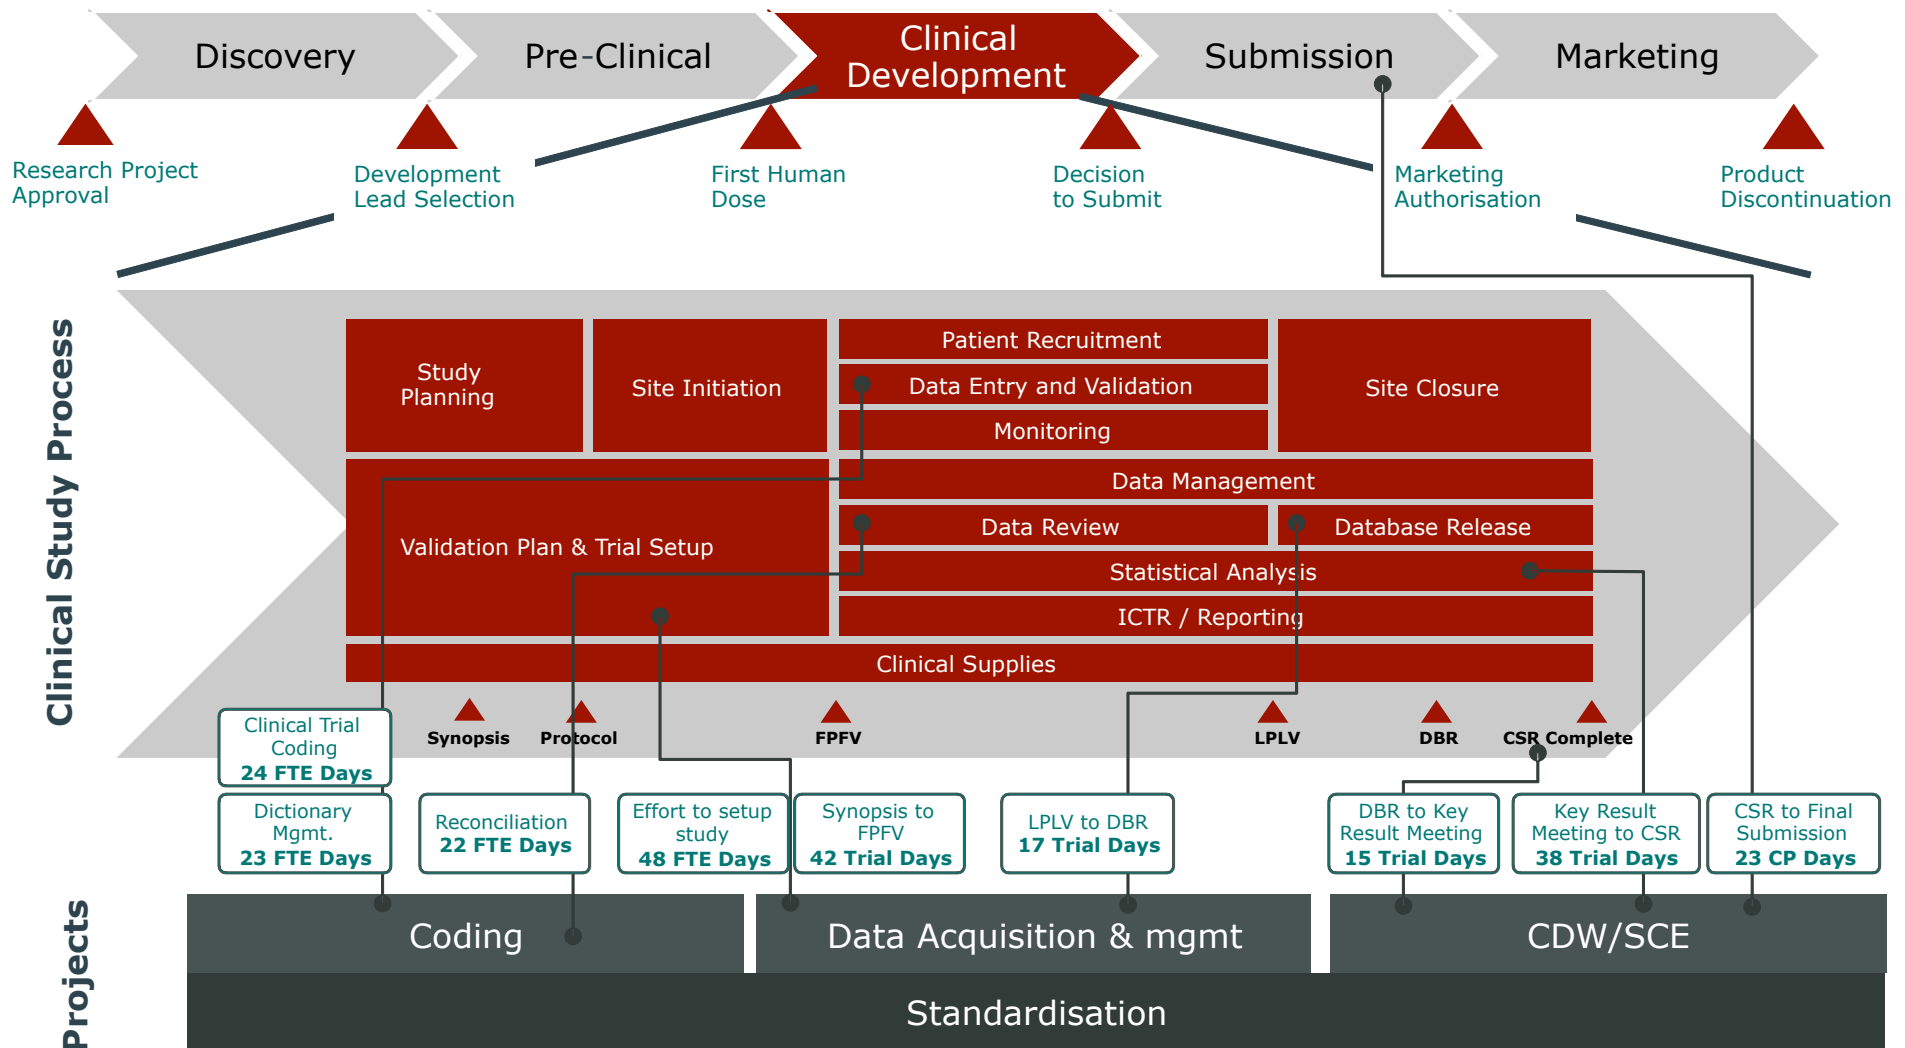 Discovery
Pre-Clinical
Clinical
Development
Submission
Marketing
Research Project
Approval
Development
Lead Selection
First Human
Dose
Decision
to Submit
Marketing
Authorisation
Product
Discontinuation
Clinical Study Process
Study
Planning
Site Initiation
Patient Recruitment
Data Entry and Validation
Monitoring
Site Closure
Validation Plan & Trial Setup
Data Management
Data Review
Database Release
Statistical Analysis
ICTR / Reporting
Clinical Supplies
Synopsis
Protocol
FPFV
LPLV
DBR
CSR Complete
Clinical Trial
Coding
24 FTE Days
Dictionary
Mgmt.
23 FTE Days
Reconciliation
22 FTE Days
Effort to setup
study
48 FTE Days
Synopsis to
FPFV
42 Trial Days
LPLV to DBR
17 Trial Days
DBR to Key
Result Meeting
15 Trial Days
Key Result
Meeting to CSR
38 Trial Days
CSR to Final
Submission
23 CP Days
Projects
Coding
Data Acquisition & mgmt
CDW/SCE
Standardisation